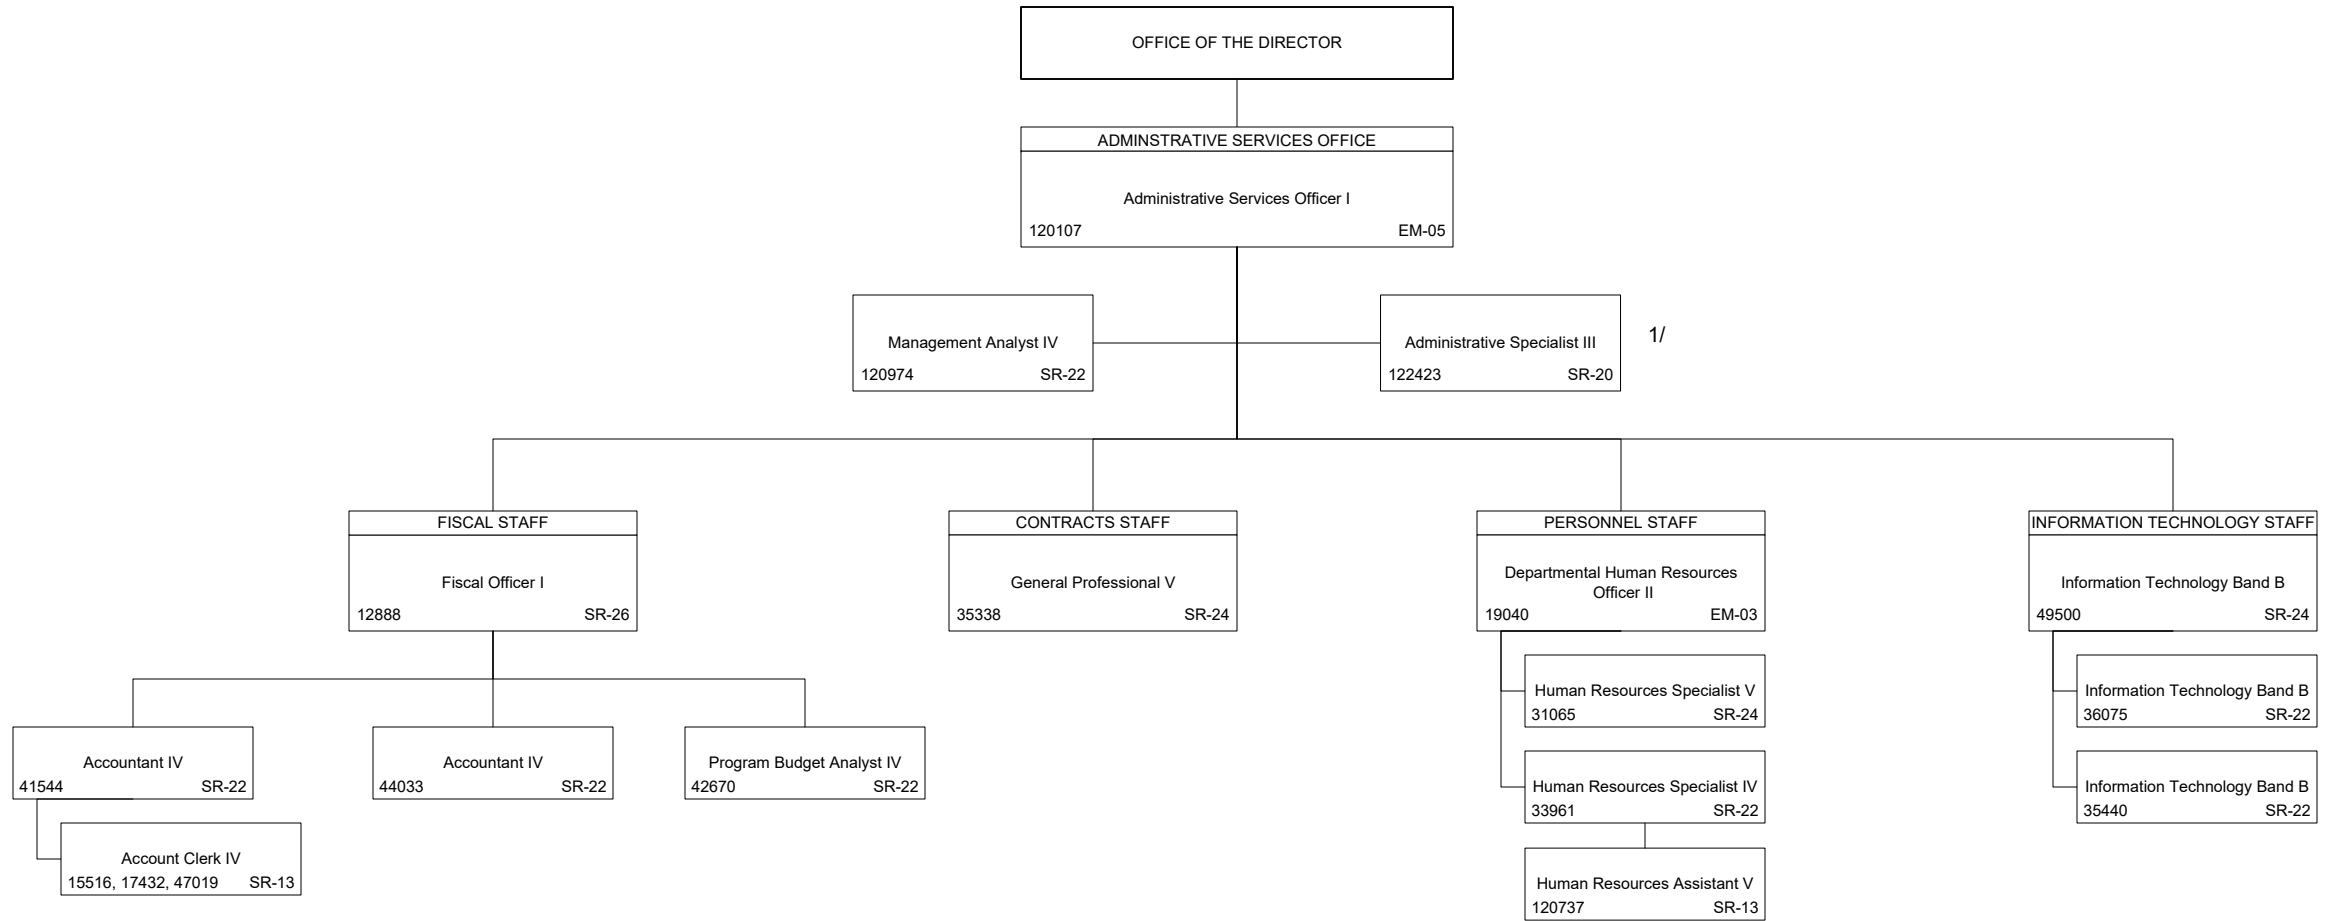 OFFICE OF THE DIRECTOR
ADMINSTRATIVE SERVICES OFFICE
Administrative Services Officer I
120107 EM-05
Management Analyst IV
120974 SR-22
Administrative Specialist III
122423 SR-20
1/
FISCAL STAFF
Fiscal Officer I
12888 SR-26
CONTRACTS STAFF
General Professional V
35338 SR-24
PERSONNEL STAFF
Departmental Human Resources
Officer II
19040 EM-03
INFORMATION TECHNOLOGY STAFF
Information Technology Band B
49500 SR-24
Accountant IV
41544 SR-22
Account Clerk IV
15516, 17432, 47019 SR-13
Accountant IV
44033 SR-22
Program Budget Analyst IV
42670 SR-22
Human Resources Specialist V
31065 SR-24
Human Resources Specialist IV
33961 SR-22
Human Resources Assistant V
120737 SR-13
Information Technology Band B
36075 SR-22
Information Technology Band B
35440 SR-22